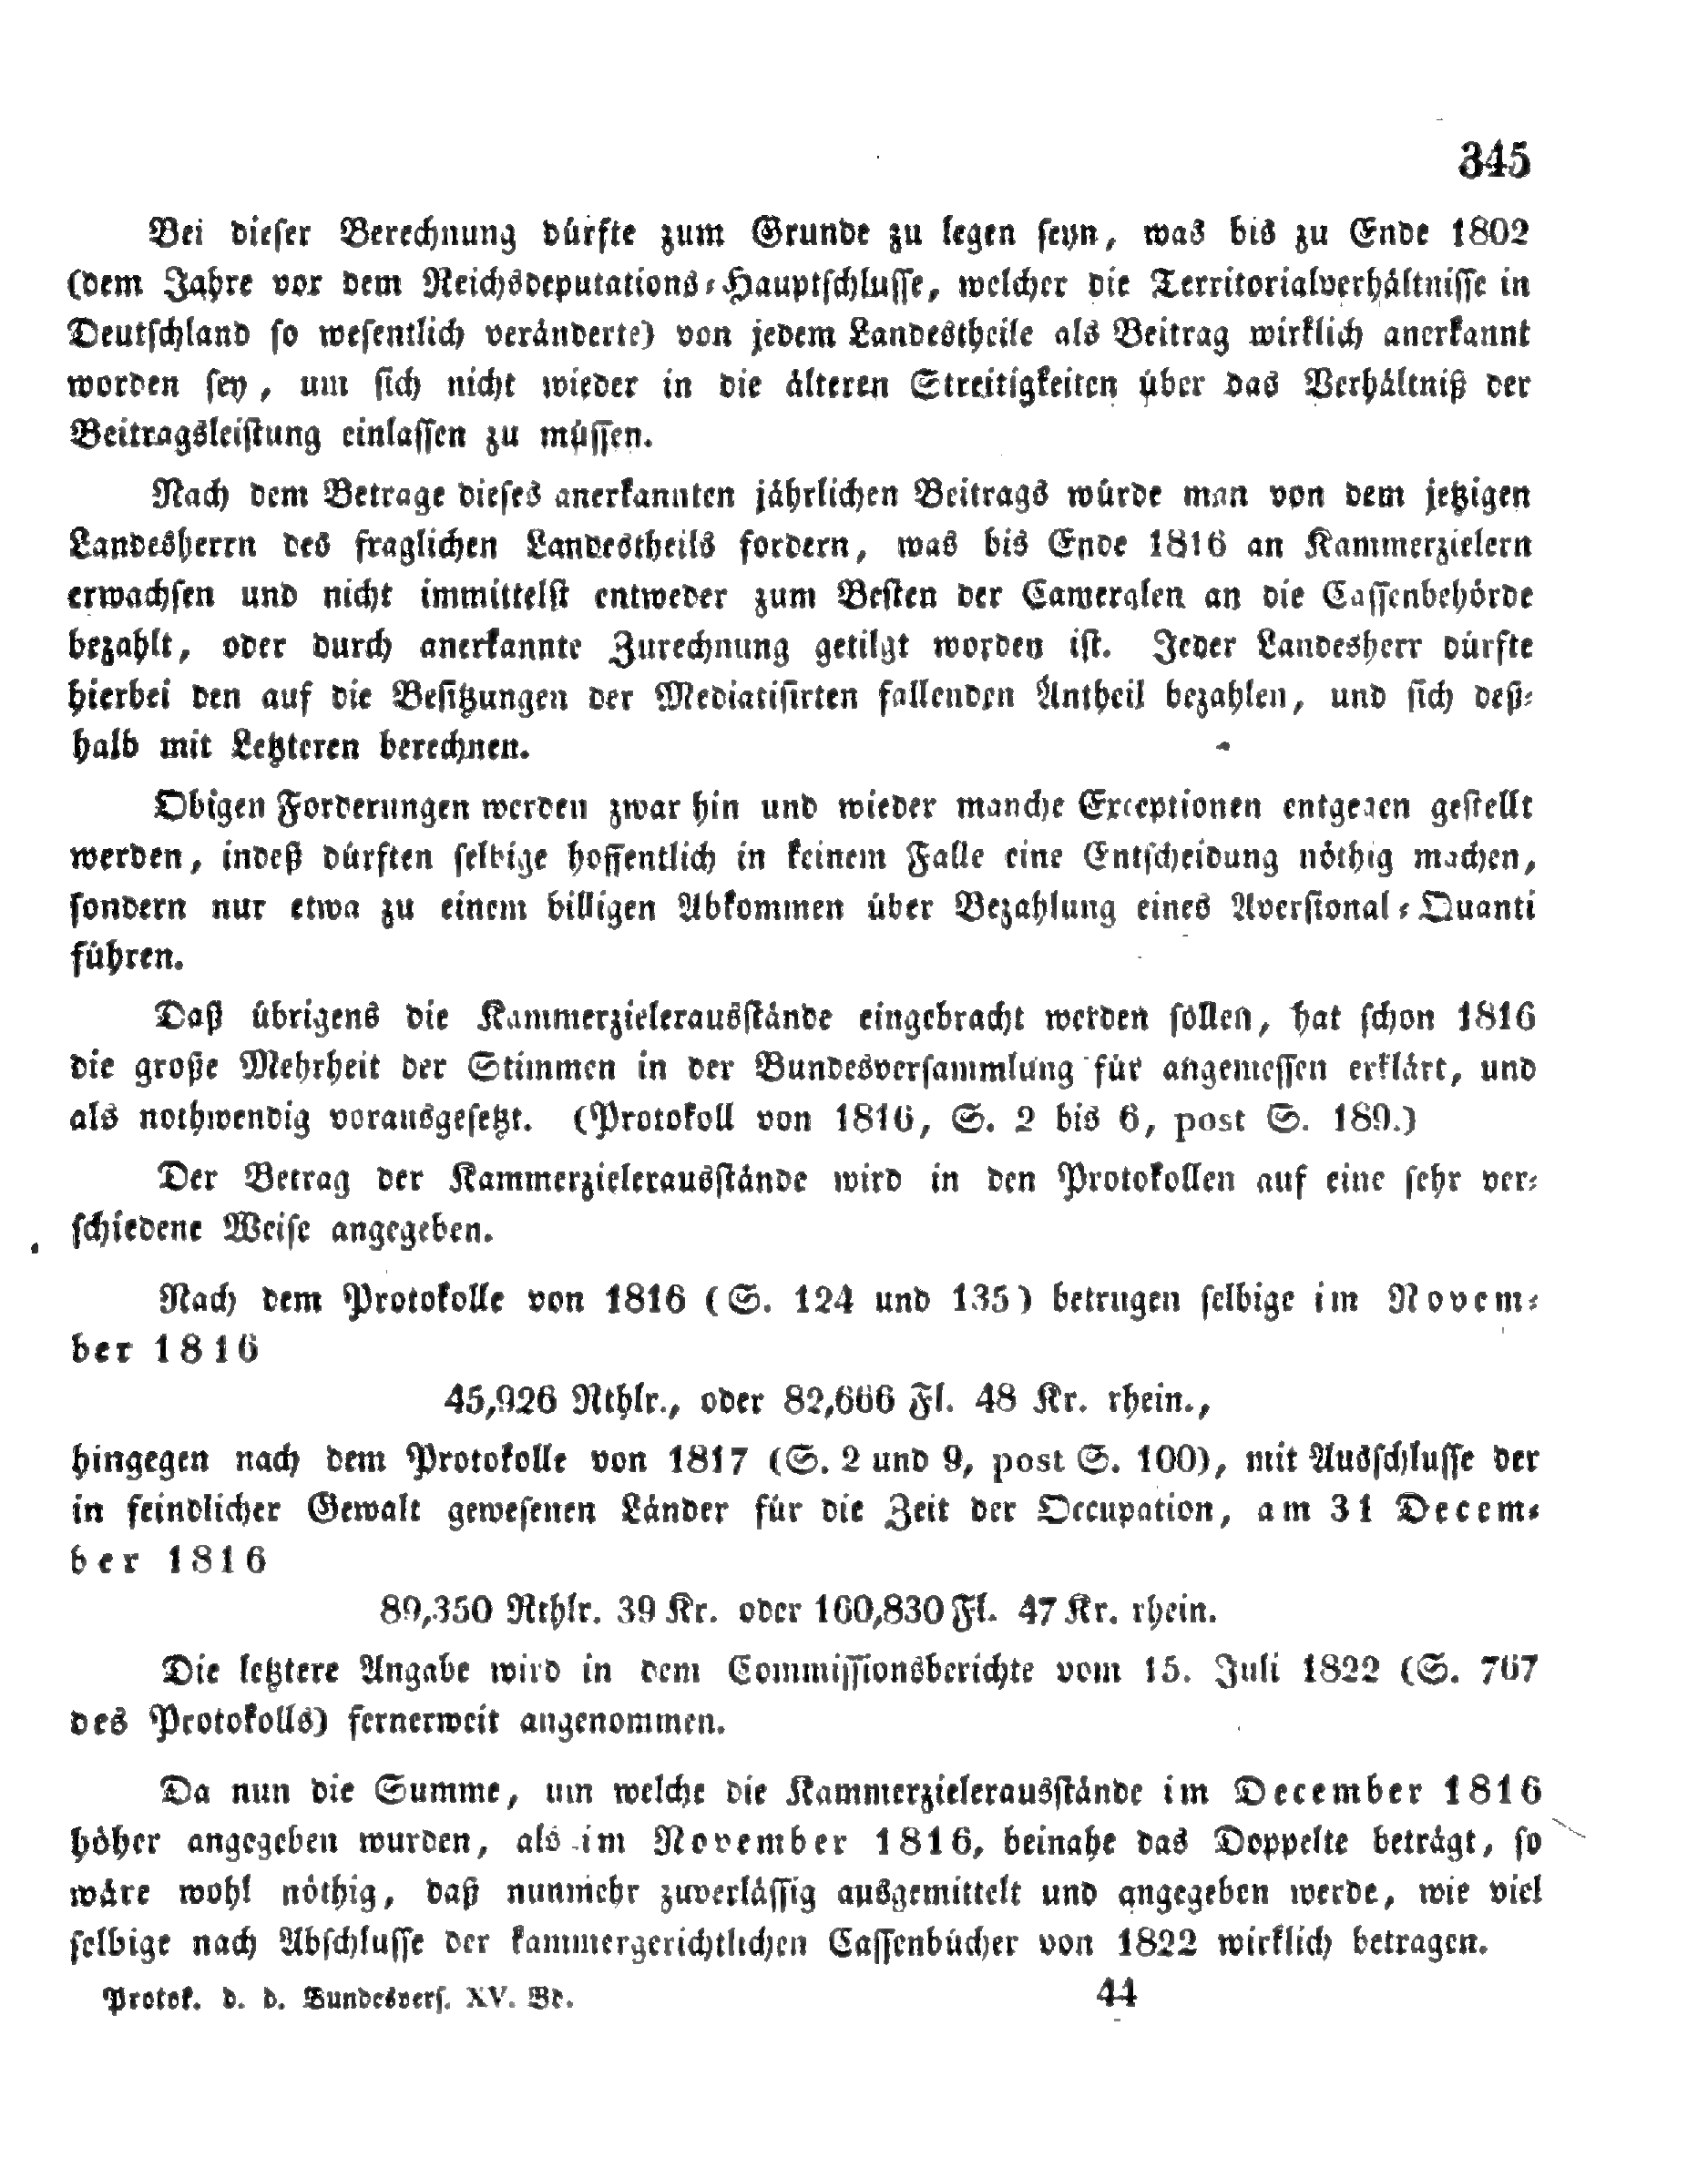 345
Bei dieser Berechnung dürfte zum Grunde zu legen seyn, was bis zu Ende 1802
(dem Jahre vor dem Reichsdeputations-Hauptschlusse, welcher die Territorialverhältnisse in
Deutschland so wesentlich veränderte) von jedem Landestheile als Beitrag wirklich anerkannt
worden sey, um sich nicht wieder in die älteren Streitigkeiten über das Verhältniß der
Beitragsleistung einlassen zu müssen.
Nach dem Betrage dieses anerkannten jährlichen Beitrags würde man von dem jetzigen
Landesherrn des fraglichen Landestheils fordern, was bis Ende 1816 an Kammerzielern
erwachsen und nicht immittelst entweder zum Besten der Cameralen an die Cassenbehörde
bezahlt, oder durch anerkannte Zurechnung getilgt worden ist. Jeder Landesherr dürfte
hierbei den auf die Besitzungen der Mediatisirten fallenden Antheil bezahlen, und sich deß-
halb mit Letzteren berechnen.
Obigen Forderungen werden zwar hin und wieder manche Exceptionen entgegen gestellt
werden, indeß dürften selbige hoffentlich in keinem Falle eine Entscheidung nöthig machen,
sondern nur etwa zu einem billigen Abkommen über Bezahlung eines Aversional-Quanti
führen.
Daß übrigens die Kammerzielerausstände eingebracht werden sollen, hat schon 1816
die große Mehrheit der Stimmen in der Bundesversammlung für angemessen erklärt, und
als nothwendig vorausgesetzt. (Protokoll von 1816, S. 2 bis 6, post S. 189.)
Der Betrag der Kammerzielerausstände wird in den Protokollen auf eine sehr ver-
schiedene Weise angegeben.
Nach dem Protokolle von 1816 (S. 124 und 135) betrugen selbige im Novem-
ber 1816
45,926 Rthlr., oder 82,666 Fl. 48 Kr. rhein.,
hingegen nach dem Protokolle von 1817 (S. 2 und 9, post S. 100), mit Ausschlusse der
in feindlicher Gewalt gewesenen Länder für die Zeit der Occupation, am 31 Decem-
ber 1816
89,350 Rthlr. 39 Kr. oder 160,830 Fl. 47 Kr. rhein.
Die letztere Angabe wird in dem Commissionsberichte vom 15. Juli 1822 (S. 767
des Protokolls) fernerweit angenommen.
Da nun die Summe, um welche die Kammerzielerausstände im December 1816
höher angegeben wurden, als im November 1816, beinahe das Doppelte beträgt, so
wäre wohl nöthig, daß nunmehr zuverlässig ausgemittelt und angegeben werde, wie viel
selbige nach Abschlusse der kammergerichtlichen Cassenbücher von 1822 wirklich betragen.
Protok. d. d. Bundesvers. XV. Bd.
44